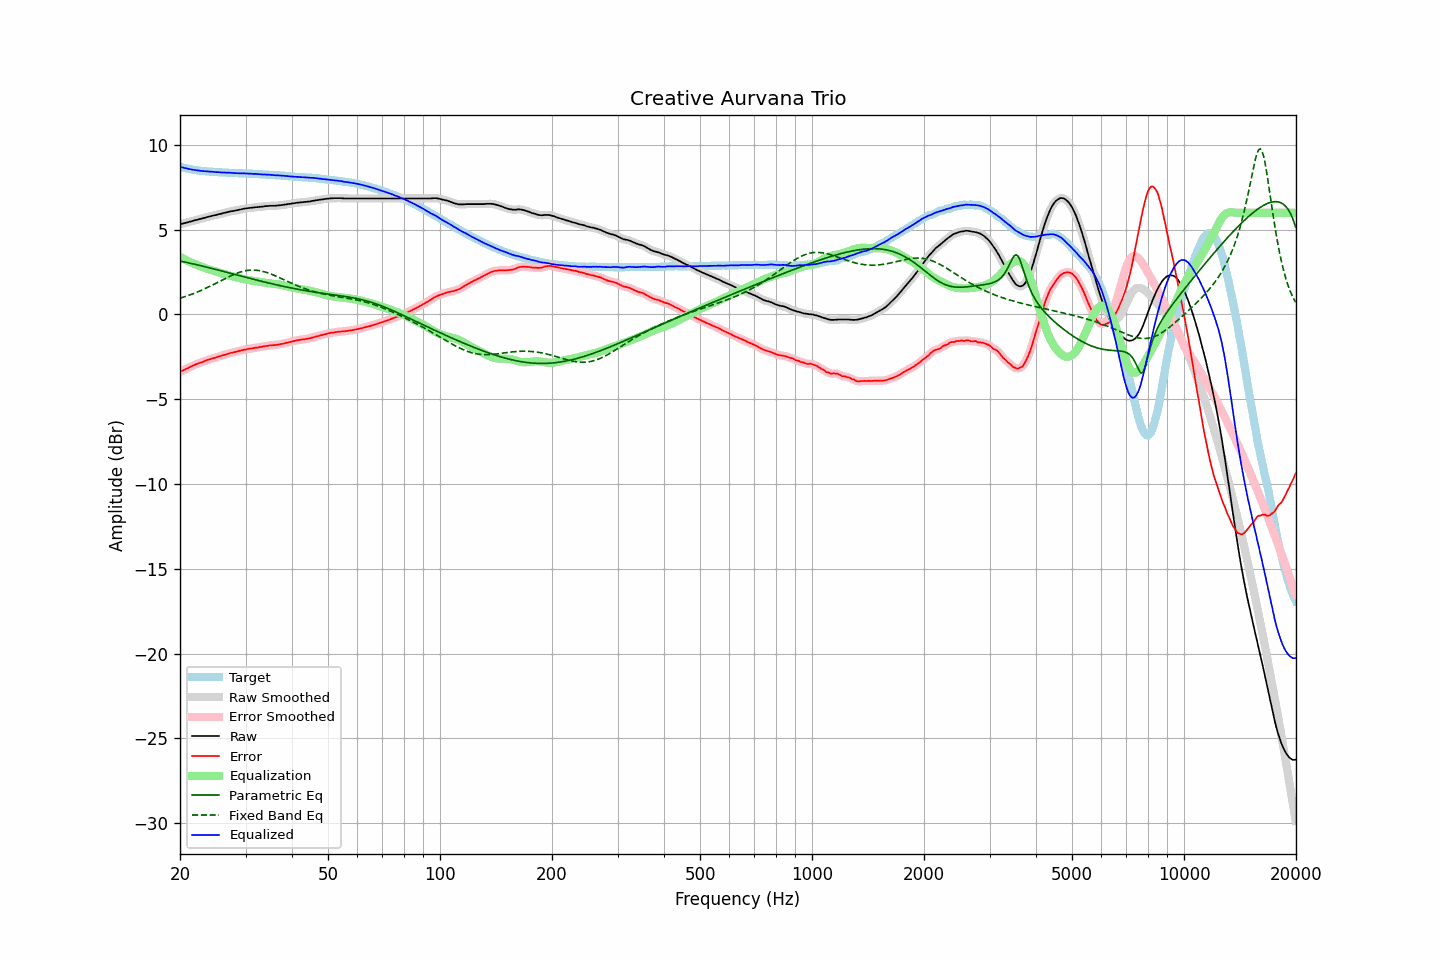 Creative Aurvana Trio
Amplitude (dBr)
10
5
0
−5
−10
−15
−20
−25
−30
Target
Raw Smoothed
Error Smoothed
Raw
Error
Equalization
Parametric Eq
Fixed Band Eq
Equalized
20 50 100 200 500 1000 2000 5000 10000 20000
Frequency (Hz)